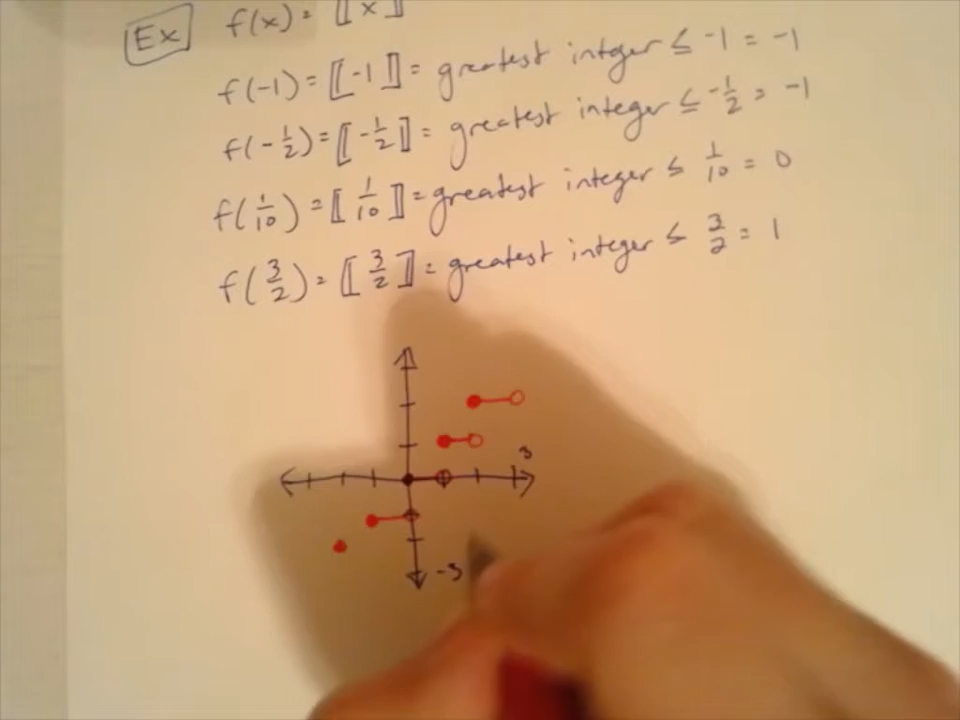 Ex f(x) = ⟦x⟧
f(-1) = ⟦-1⟧ = greatest integer ≤ -1 = -1
f(-1/2) = ⟦-1/2⟧ = greatest integer ≤ -1/2 = -1
f(1/10) = ⟦1/10⟧ = greatest integer ≤ 1/10 = 0
f(3/2) = ⟦3/2⟧ = greatest integer ≤ 3/2 = 1
3
-3